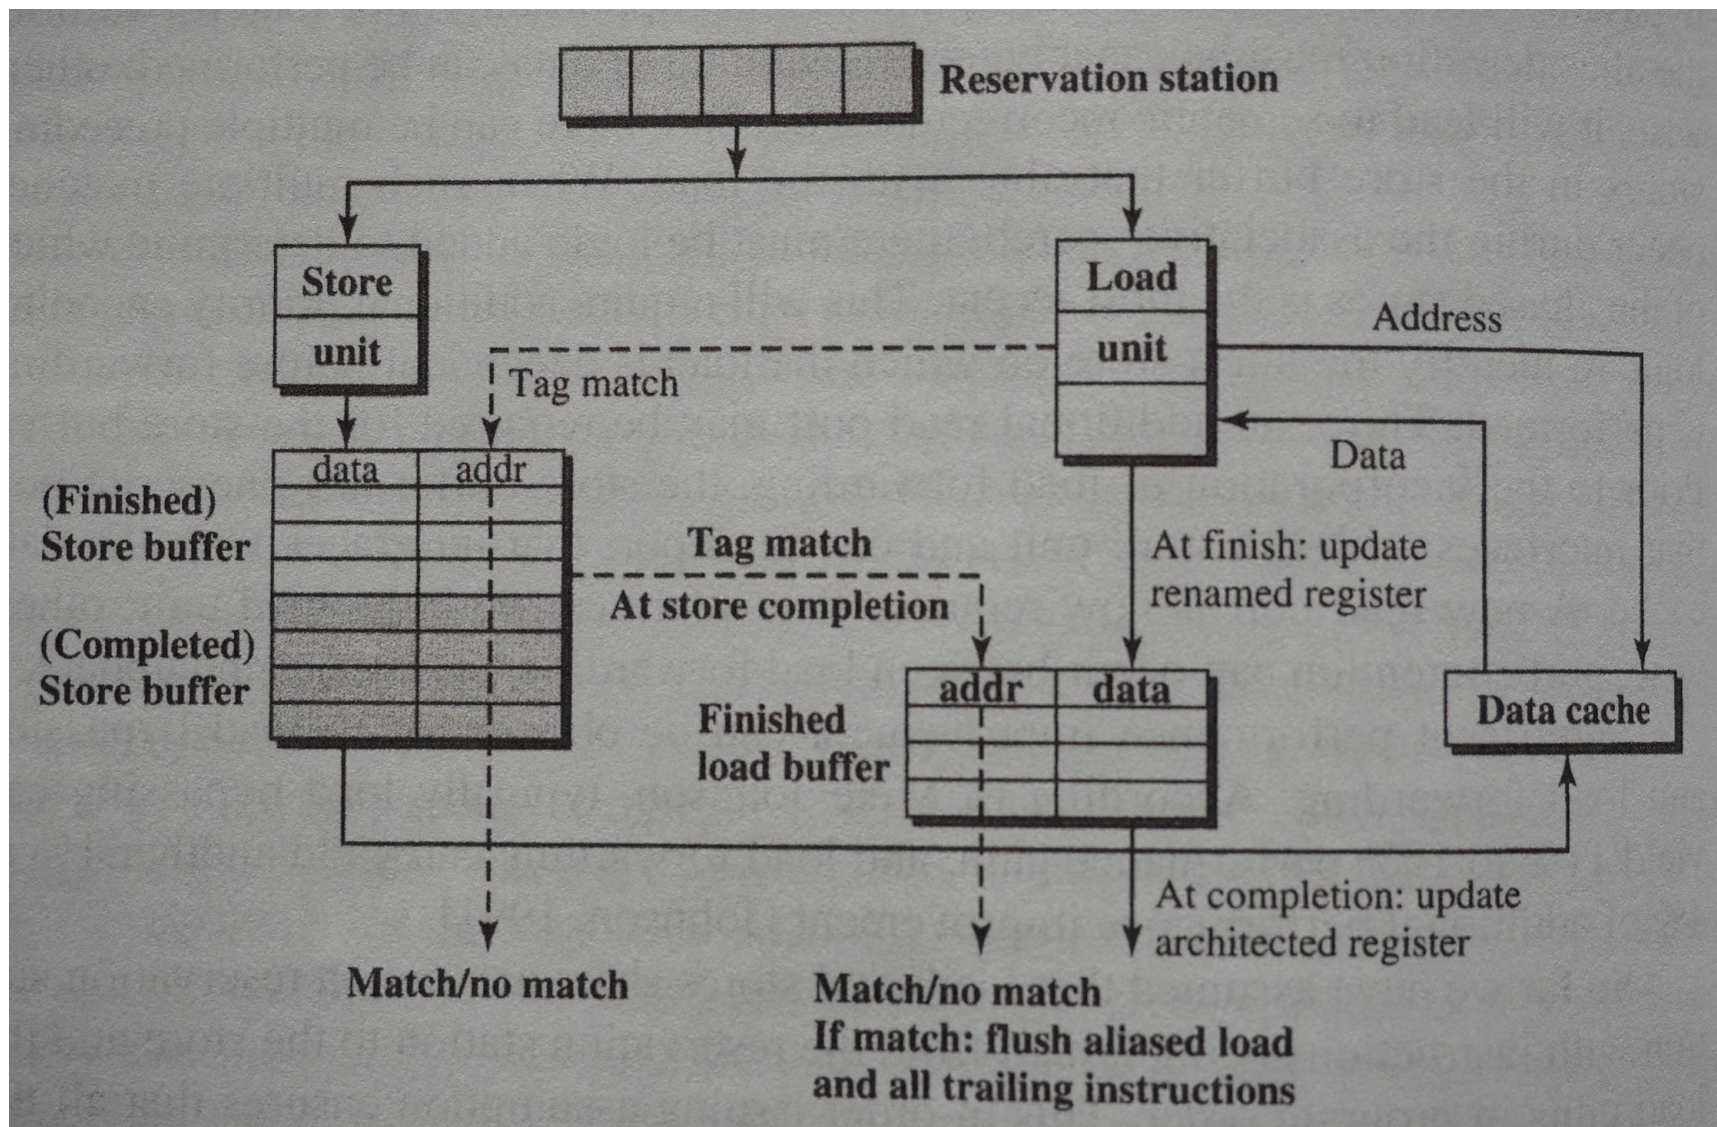 Reservation station
Store
unit
Load
unit
Address
Tag match
Data
data
addr
(Finished)
Store buffer
Tag match
At store completion
At finish: update
renamed register
(Completed)
Store buffer
addr
data
Finished
load buffer
Data cache
At completion: update
architected register
Match/no match
Match/no match
If match: flush aliased load
and all trailing instructions